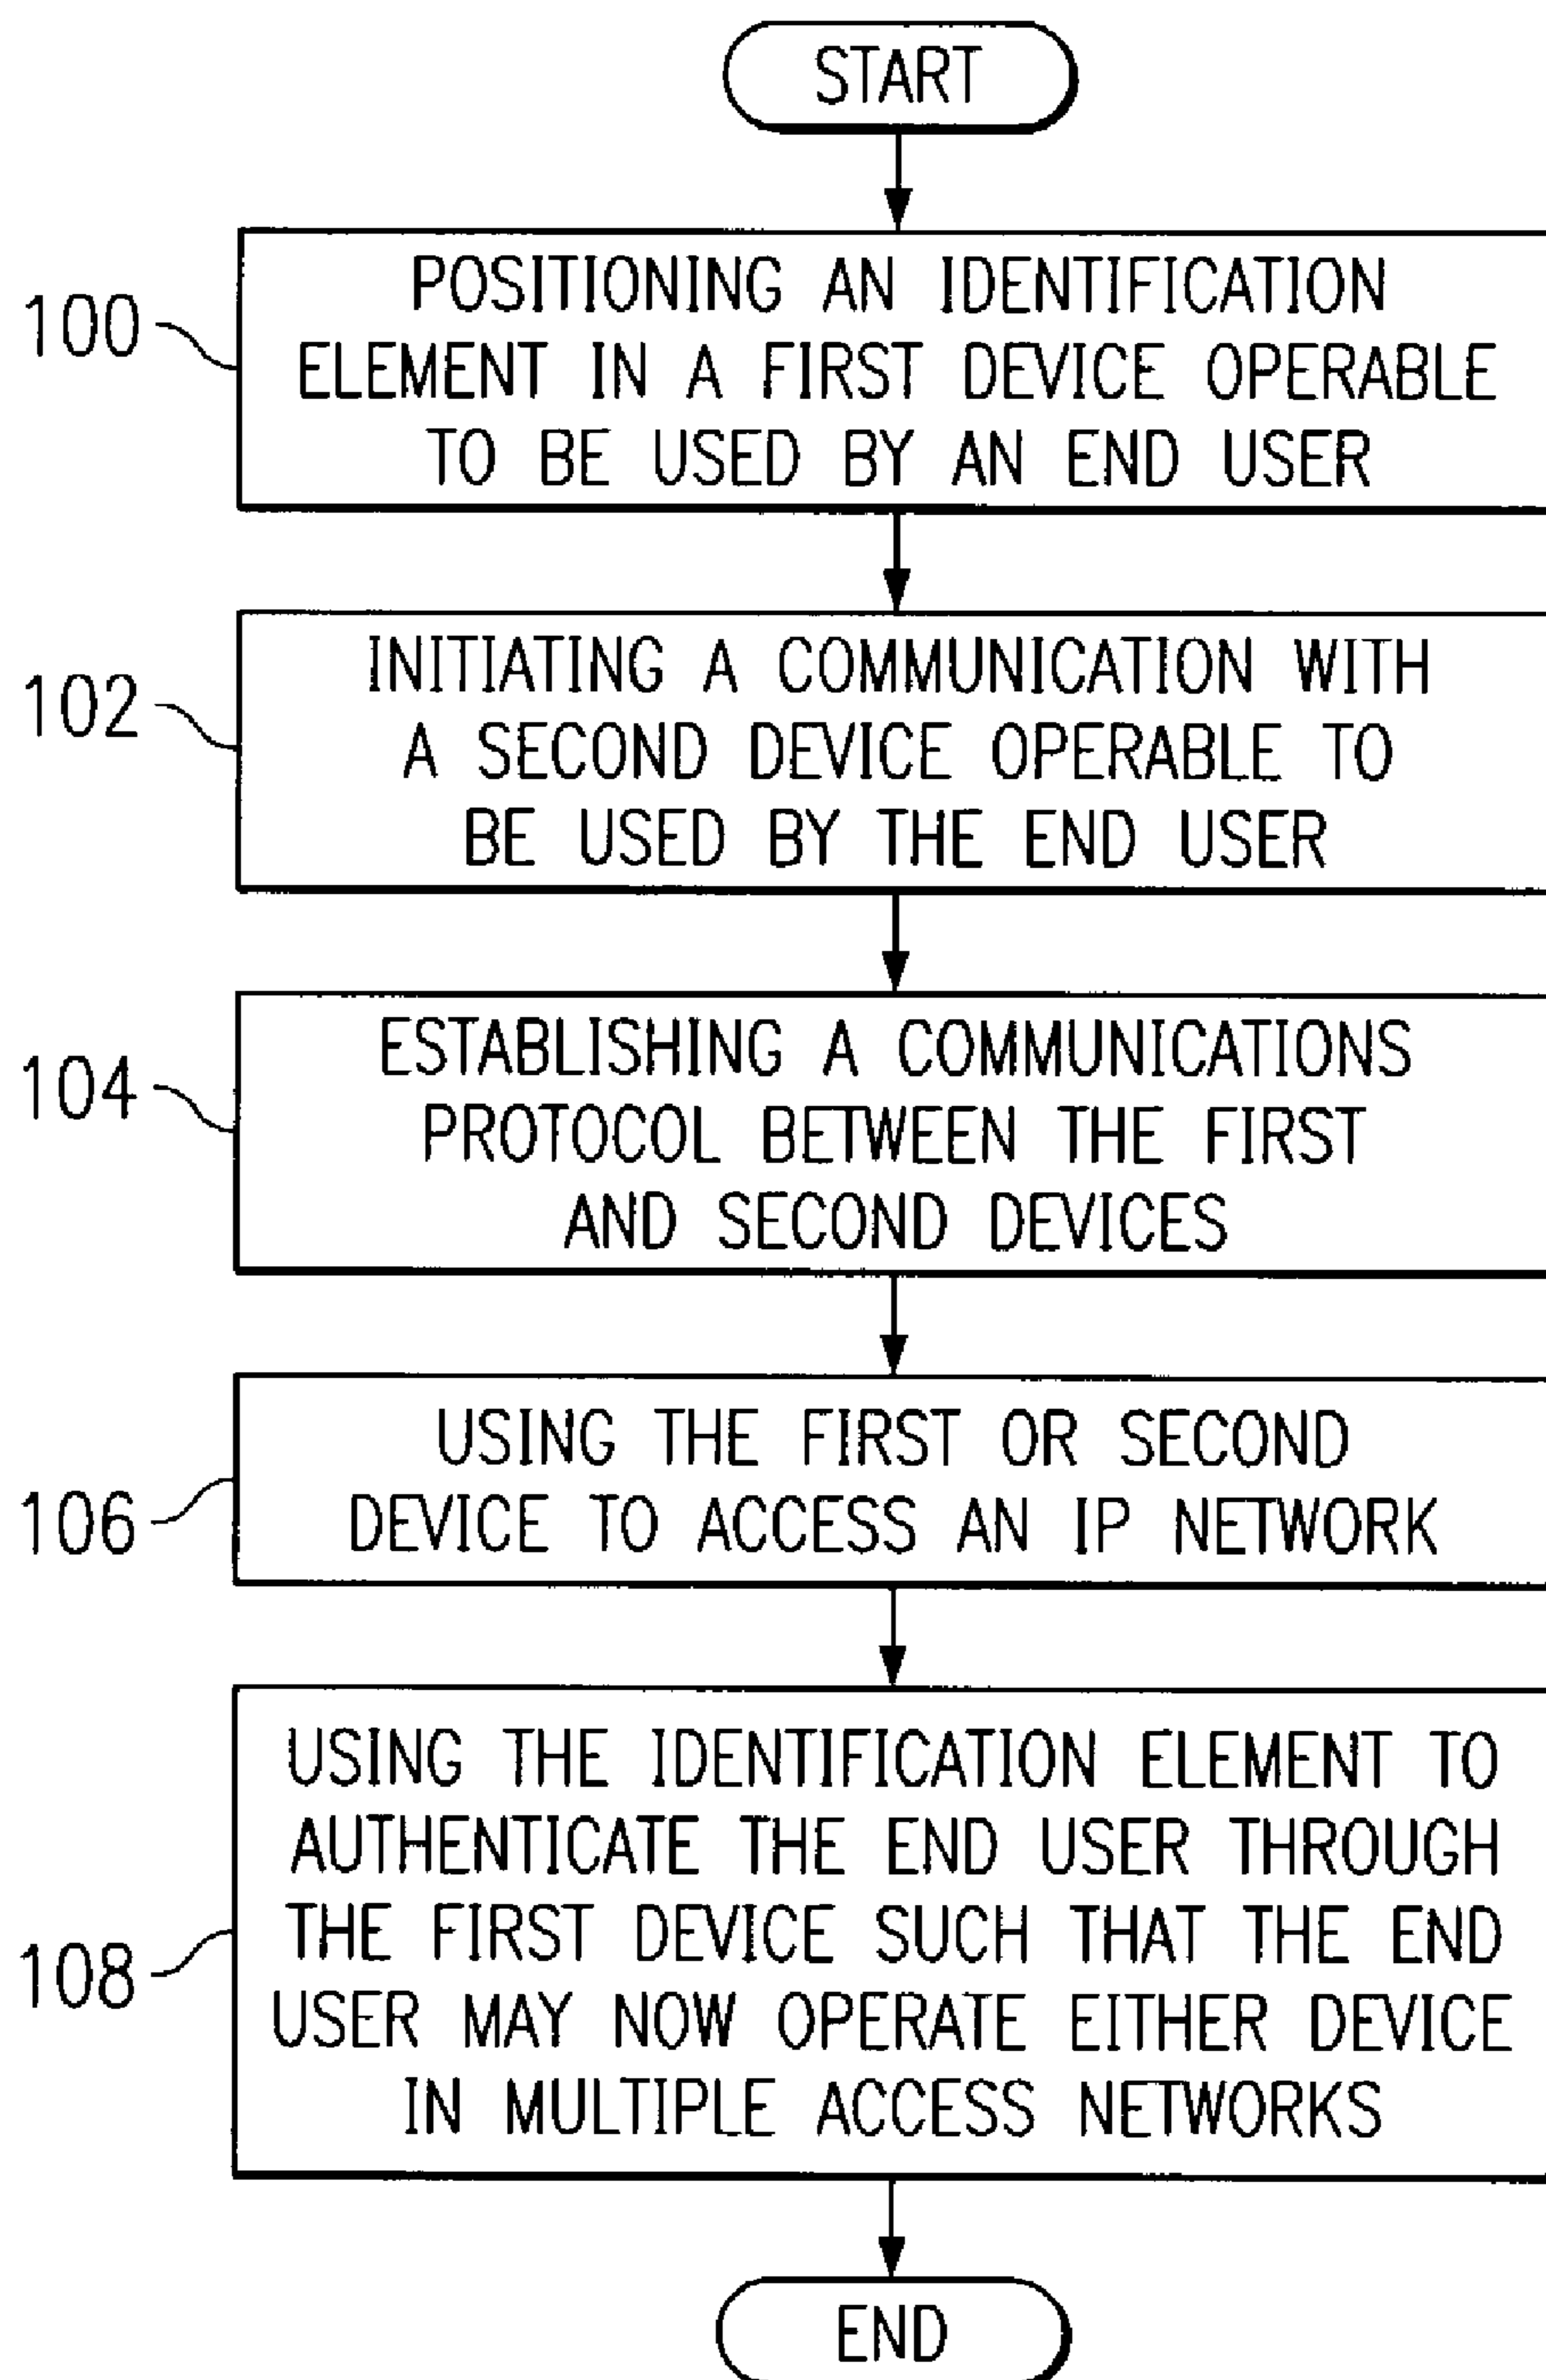 START
100
POSITIONING AN IDENTIFICATION
ELEMENT IN A FIRST DEVICE OPERABLE
TO BE USED BY AN END USER
102
INITIATING A COMMUNICATION WITH
A SECOND DEVICE OPERABLE TO
BE USED BY THE END USER
104
ESTABLISHING A COMMUNICATIONS
PROTOCOL BETWEEN THE FIRST
AND SECOND DEVICES
106
USING THE FIRST OR SECOND
DEVICE TO ACCESS AN IP NETWORK
108
USING THE IDENTIFICATION ELEMENT TO
AUTHENTICATE THE END USER THROUGH
THE FIRST DEVICE SUCH THAT THE END
USER MAY NOW OPERATE EITHER DEVICE
IN MULTIPLE ACCESS NETWORKS
END